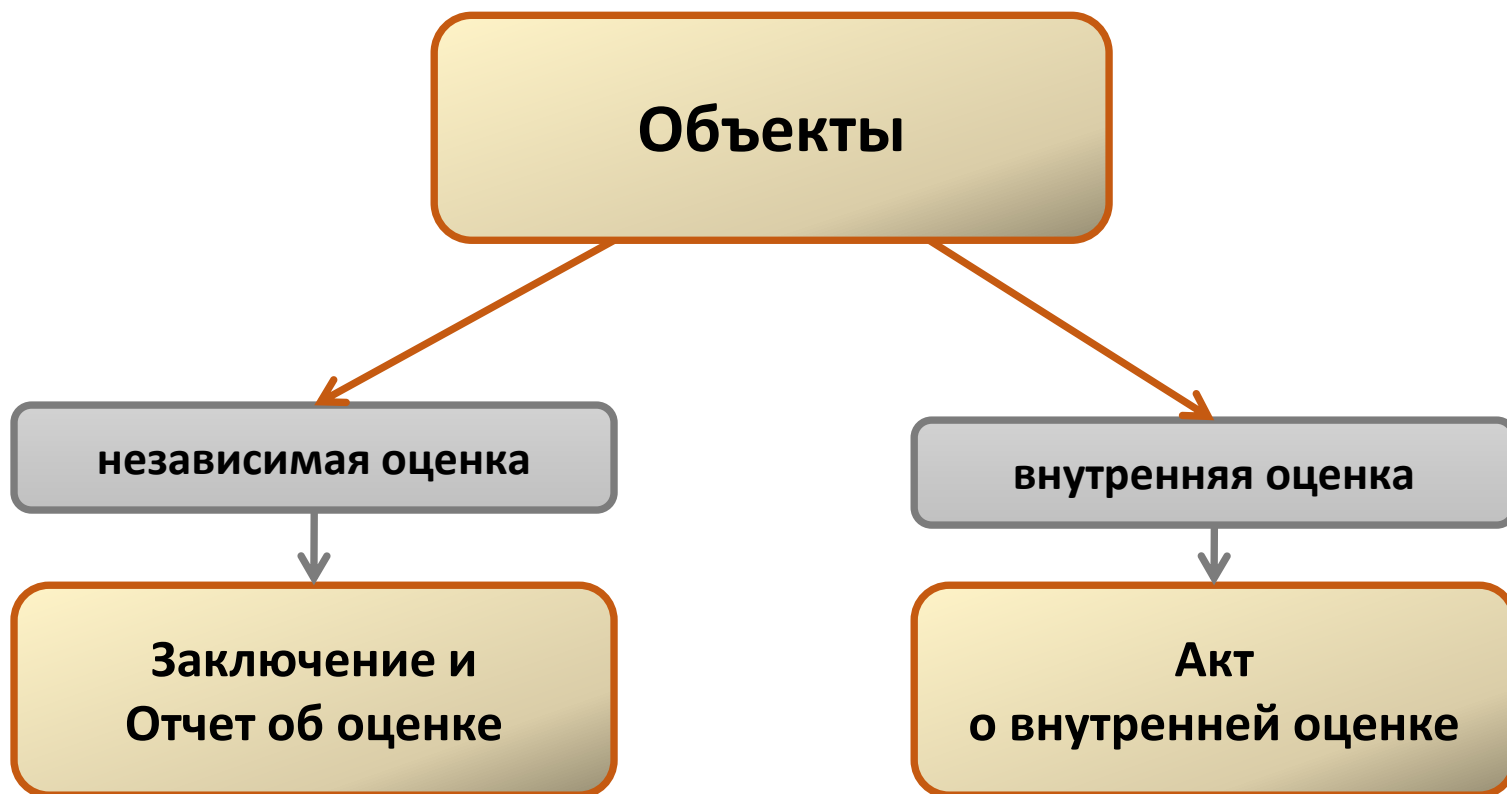 Объекты
независимая оценка
внутренняя оценка
Заключение и
Отчет об оценке
Акт
о внутренней оценке